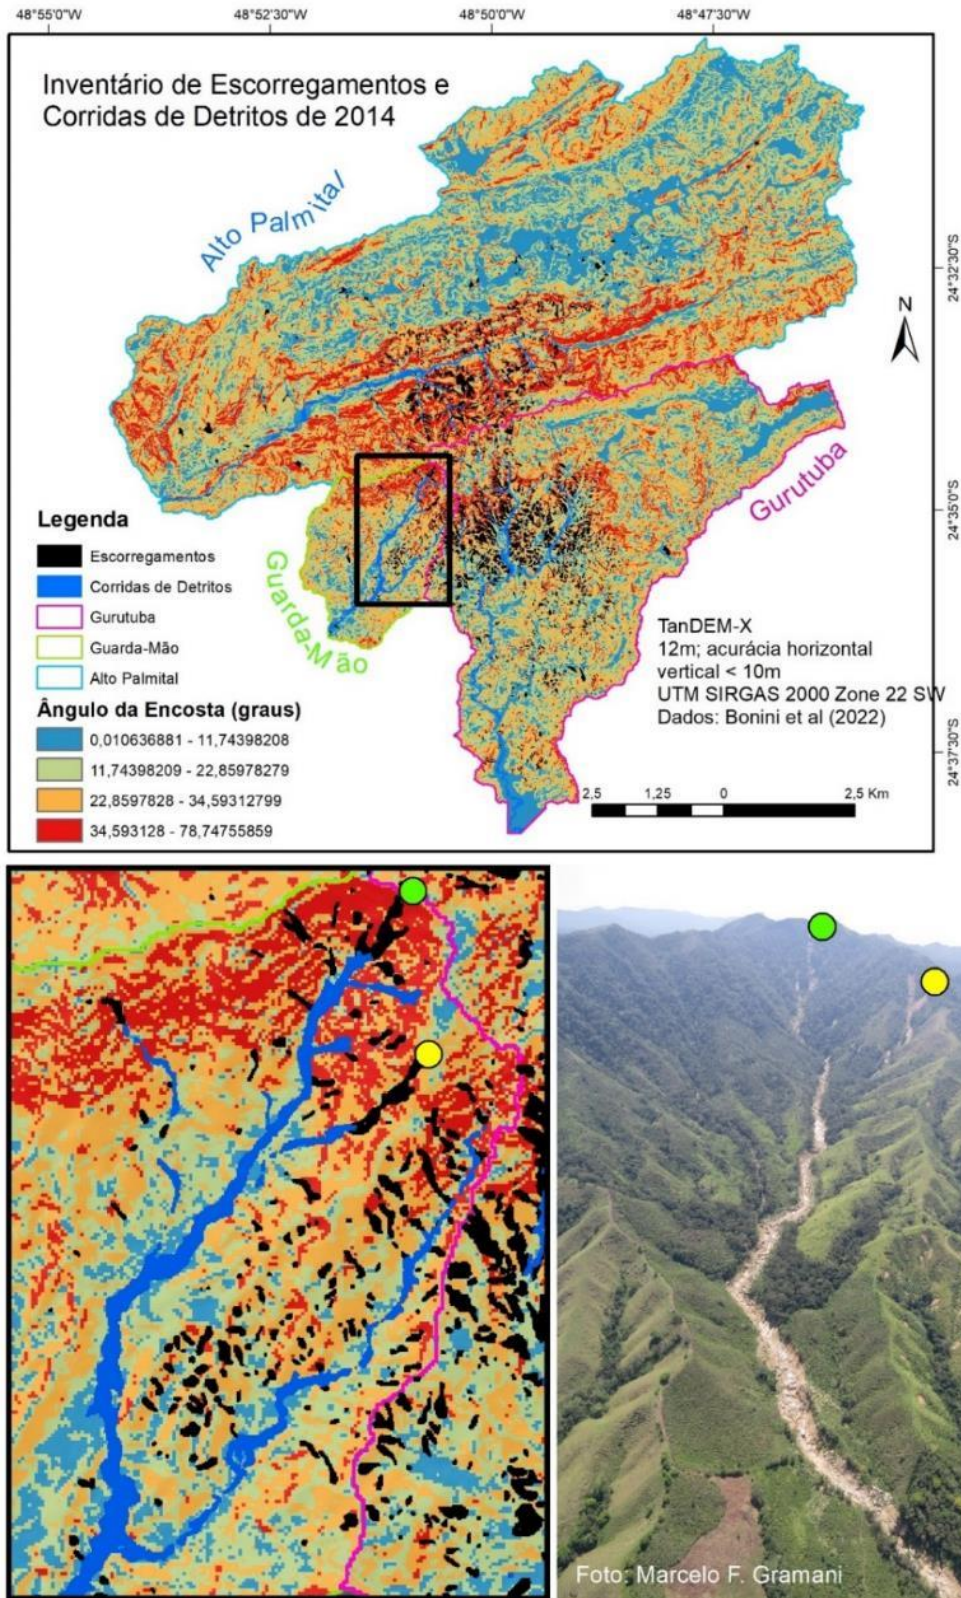 48°55'0"W
48°52'30"W
48°50'0"W
48°47'30"W
Inventário de Escorregamentos e
Corridas de Detritos de 2014
Alto Palmital
24°32'30"S
N
Gurutuba
24°35'0"S
Legenda
Escorregamentos
Corridas de Detritos
Gurutuba
Guarda-Mão
Alto Palmital
Guarda-Mão
TanDEM-X
12m; acurácia horizontal
vertical < 10m
UTM SIRGAS 2000 Zone 22 SW
Dados: Bonini et al (2022)
Ângulo da Encosta (graus)
0,010636881 - 11,74398208
11,74398209 - 22,85978279
22,8597828 - 34,59312799
34,593128 - 78,74755859
24°37'30"S
2,5 1,25 0 2,5 Km
Foto: Marcelo F. Gramani